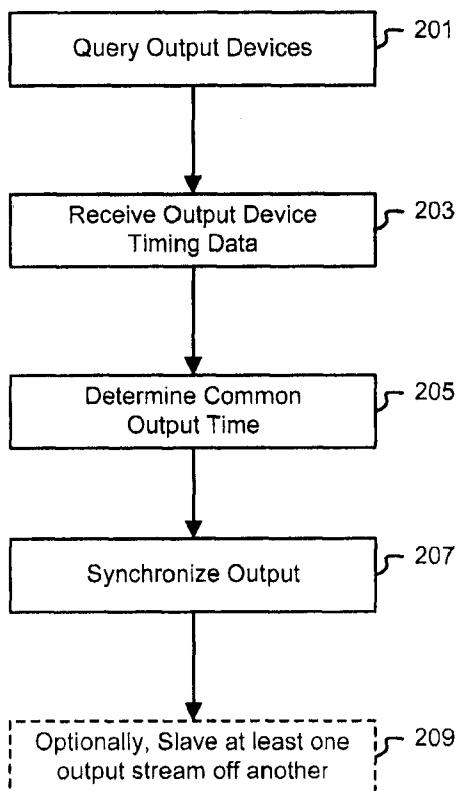 Query Output Devices
201
Receive Output Device
Timing Data
203
Determine Common
Output Time
205
Synchronize Output
207
Optionally, Slave at least one
output stream off another
209